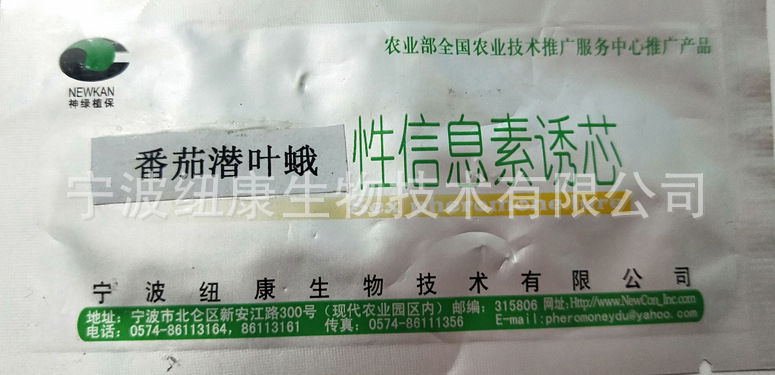 农业部全国农业技术推广服务中心推广产品
NEWKAN
神绿植保
番茄潜叶蛾 性信息素诱芯
宁波纽康生物技术有限公司
Sex Pheromone Lure
宁波纽康生物技术有限公司
地址: 宁波市北仑区新安江路300号(现代农业园区内) 邮编: 315806 网址: Http://www.NewCon_Inc.com
电话: 0574-86113164, 86113161 传真: 0574-86111356 E-mail:pheromoneydu@yahoo.com